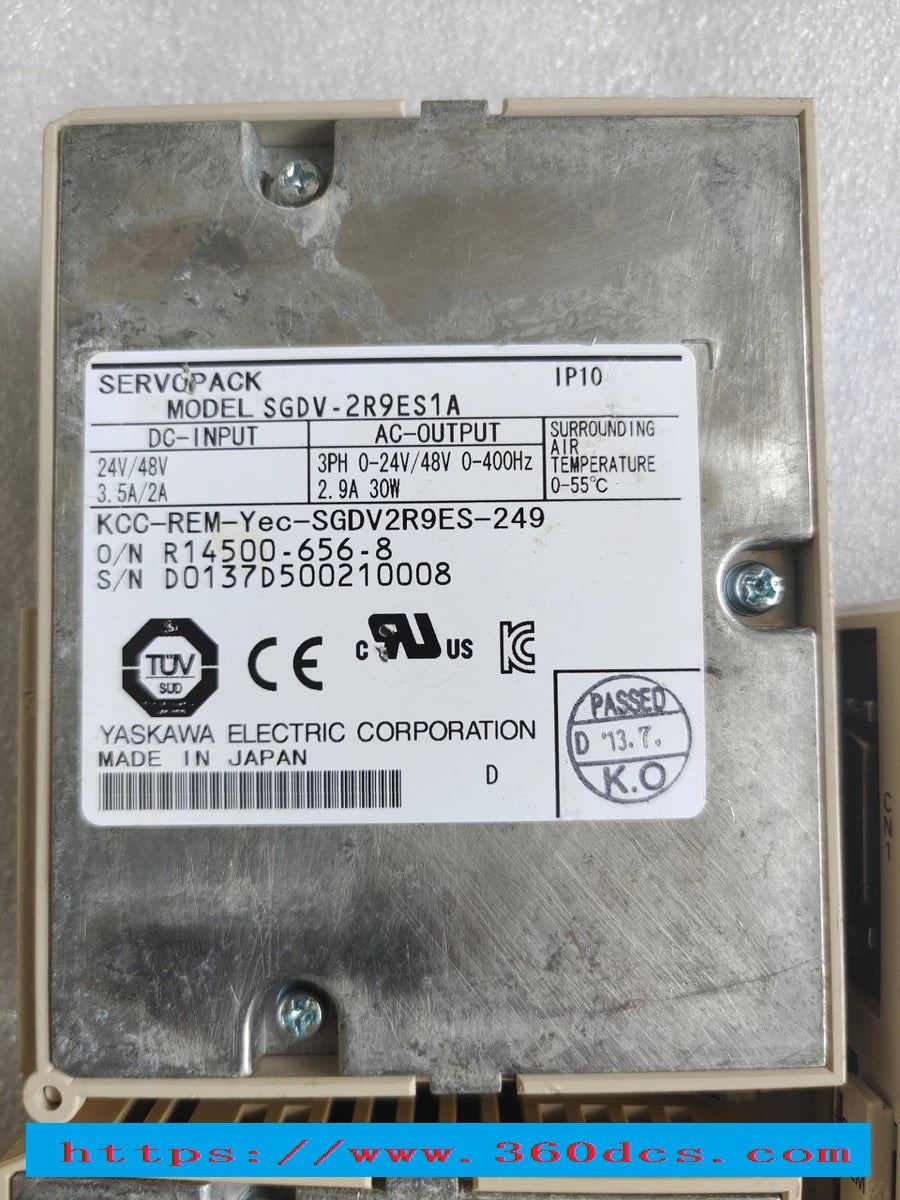 SERVOPACK IP10
MODEL SGDV-2R9ES1A
DC-INPUT AC-OUTPUT SURROUNDING
AIR
TEMPERATURE
0-55℃
24V/48V 3PH 0-24V/48V 0-400Hz
3.5A/2A 2.9A 30W
KCC-REM-Yec-SGDV2R9ES-249
O/N R14500-656-8
S/N D0137D500210008
TÜV
SÜD
CE
c RU US
KC
YASKAWA ELECTRIC CORPORATION
MADE IN JAPAN
D
PASSED
D '13.7.
K.O
CN1
https://www.360dcs.com